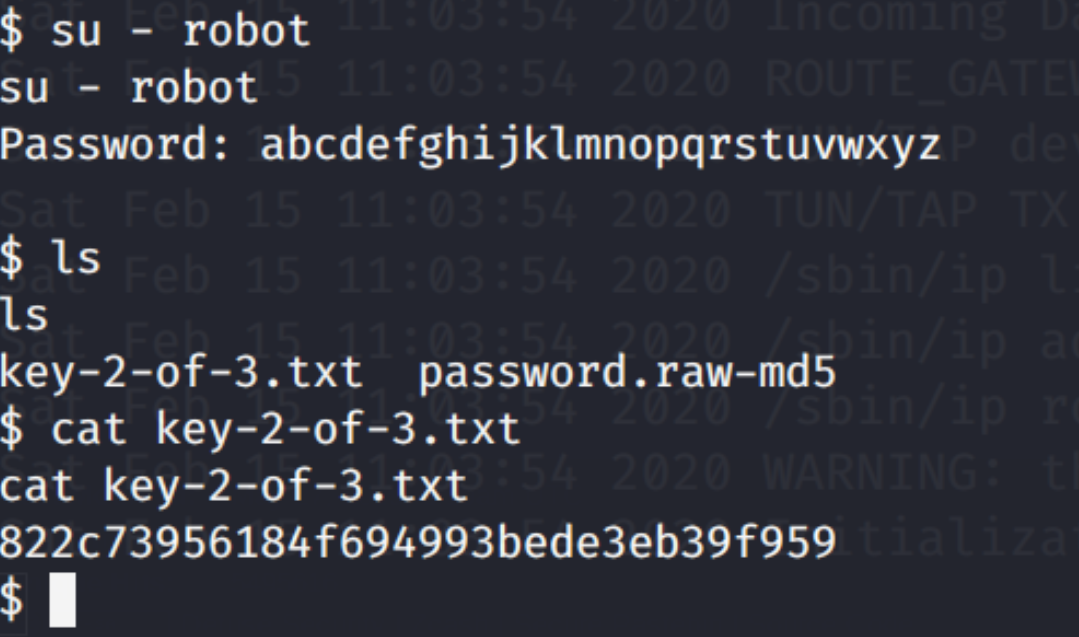 $ su - robot
su - robot
Password: abcdefghijklmnopqrstuvwxyz
$ ls
ls
key-2-of-3.txt  password.raw-md5
$ cat key-2-of-3.txt
cat key-2-of-3.txt
822c73956184f694993bede3eb39f959
$